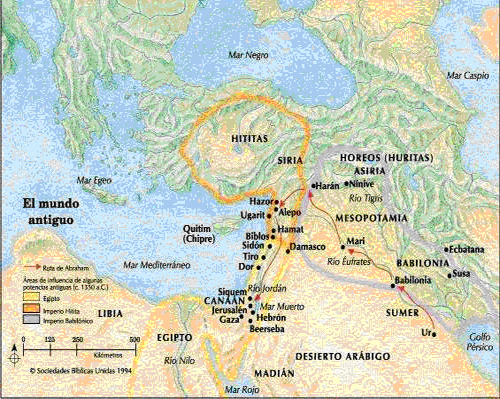 Mar Negro
Mar Caspio
HITITAS
SIRIA
HOREOS (HURITAS)
ASIRIA
Harán
Nínive
Mar Egeo
Río Tigris
El mundo
antiguo
Hazor
Alepo
Ugarit
MESOPOTAMIA
Quitim
(Chipre)
Biblos
Hamat
Sidón
Tiro
Dor
Damasco
Mari
Ecbatana
BABILONIA
Susa
Río Éufrates
Babilonia
Mar Mediterráneo
Ruta de Abraham
Áreas de influencia de algunas
potencias antiguas (c. 1350 a.C.)
Egipto
Imperio Hitita
Imperio Babilónico
Río Jordán
Siquem
CANAÁN
Mar Muerto
Jerusalén
Gaza
Hebrón
Beerseba
SUMER
Ur
LIBIA
EGIPTO
Río Nilo
DESIERTO ARÁBIGO
Golfo
Pérsico
MADIÁN
Mar Rojo
0 125 250 500
Kilómetros
© Sociedades Bíblicas Unidas 1994